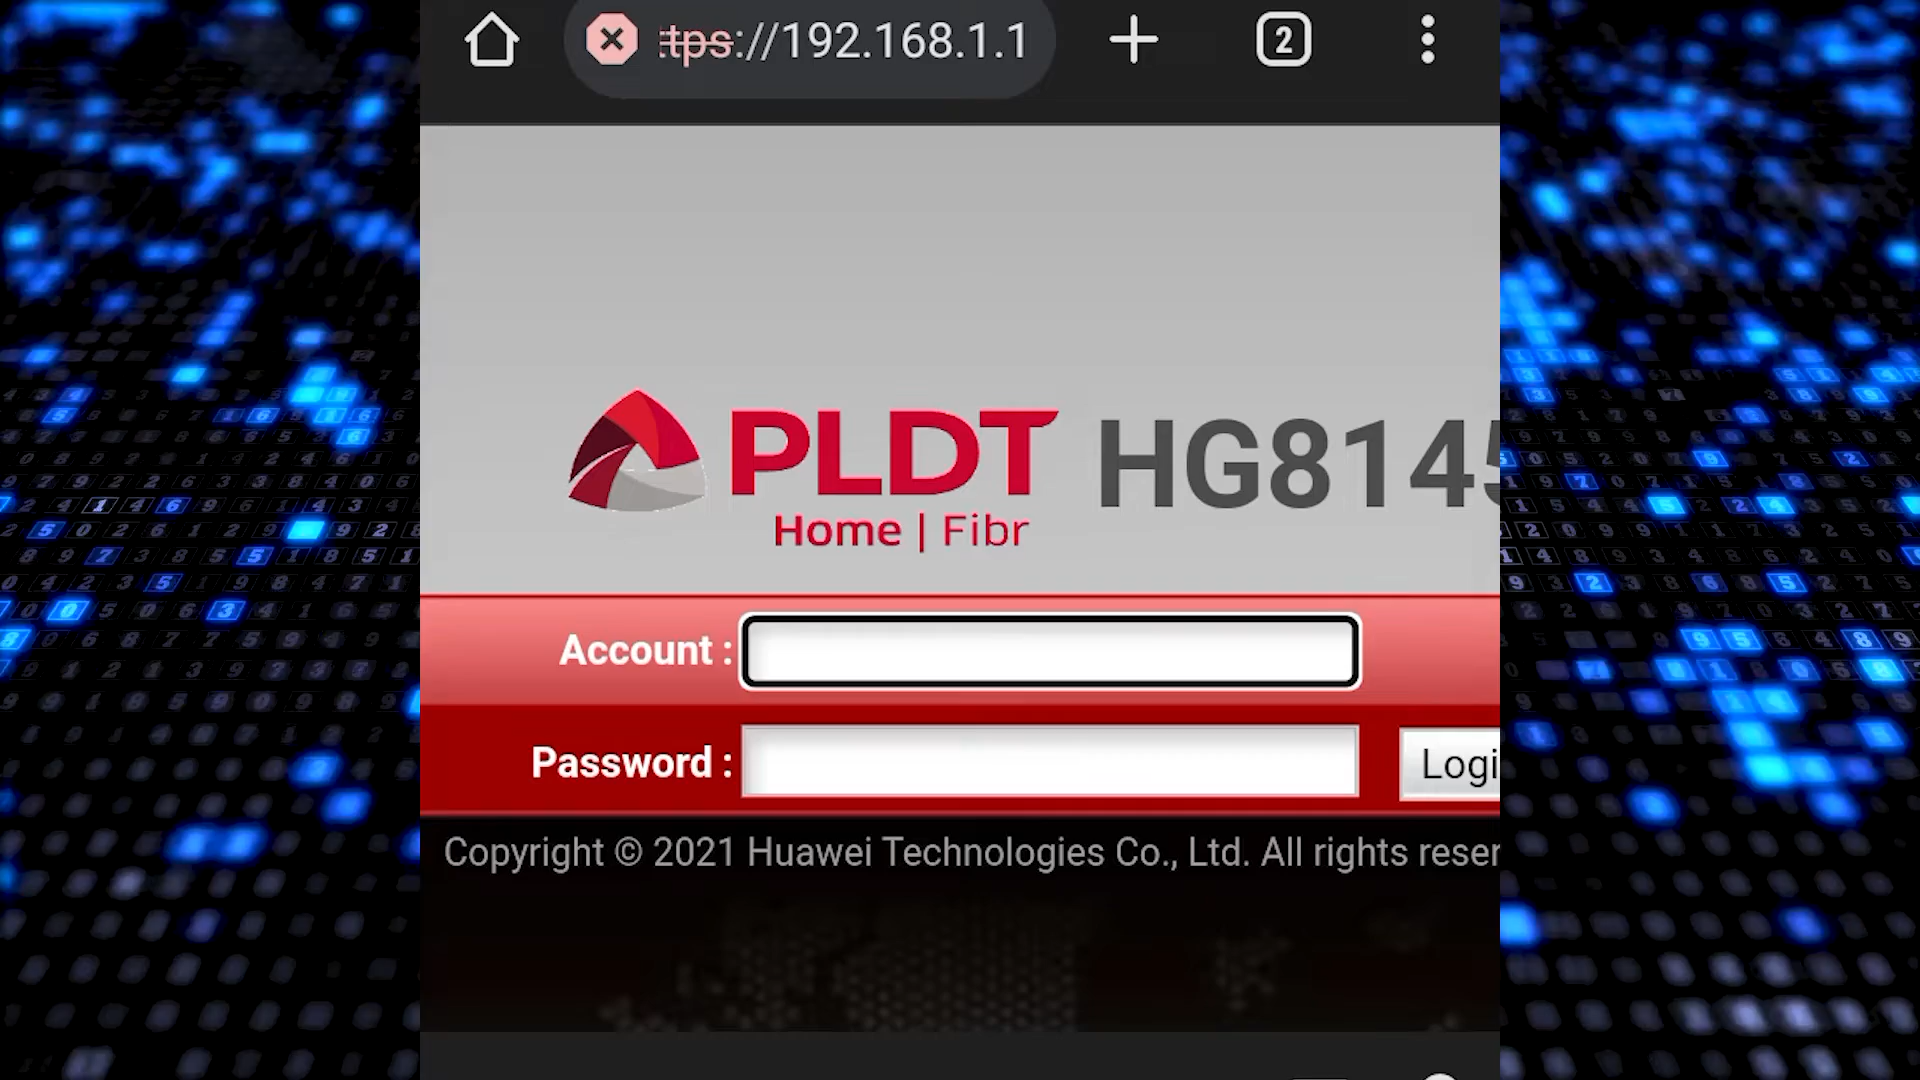 tps://192.168.1.1
2
PLDT HG8145
Home | Fibr
Account :
Password :
Logi
Copyright © 2021 Huawei Technologies Co., Ltd. All rights reser